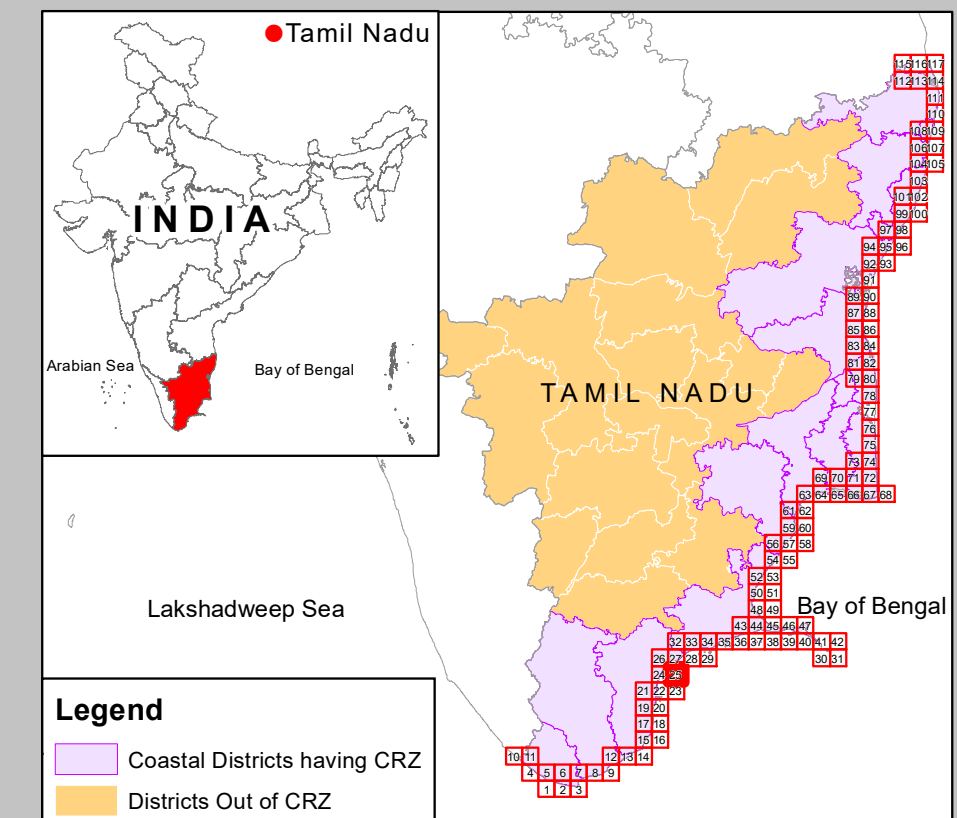 Tamil Nadu
INDIA
Arabian Sea
Bay of Bengal
TAMIL NADU
Lakshadweep Sea
Bay of Bengal
Legend
Coastal Districts having CRZ
Districts Out of CRZ
115 116 117
112 113 114
111
110
108 109
106 107
104 105
103
101 102
99 100
97 98
94 95 96
92 93
91
89 90
87 88
85 86
83 84
81 82
79 80
78
77
76
75
73 74
69 70 71 72
63 64 65 66 67 68
61 62
59 60
56 57 58
54 55
52 53
50 51
48 49
43 44 45 46 47
32 33 34 35 36 37 38 39 40 41 42
26 27 28 29 30 31
24 25
21 22 23
19 20
17 18
15 16
10 11 12 13 14
4 5 6 7 8 9
1 2 3